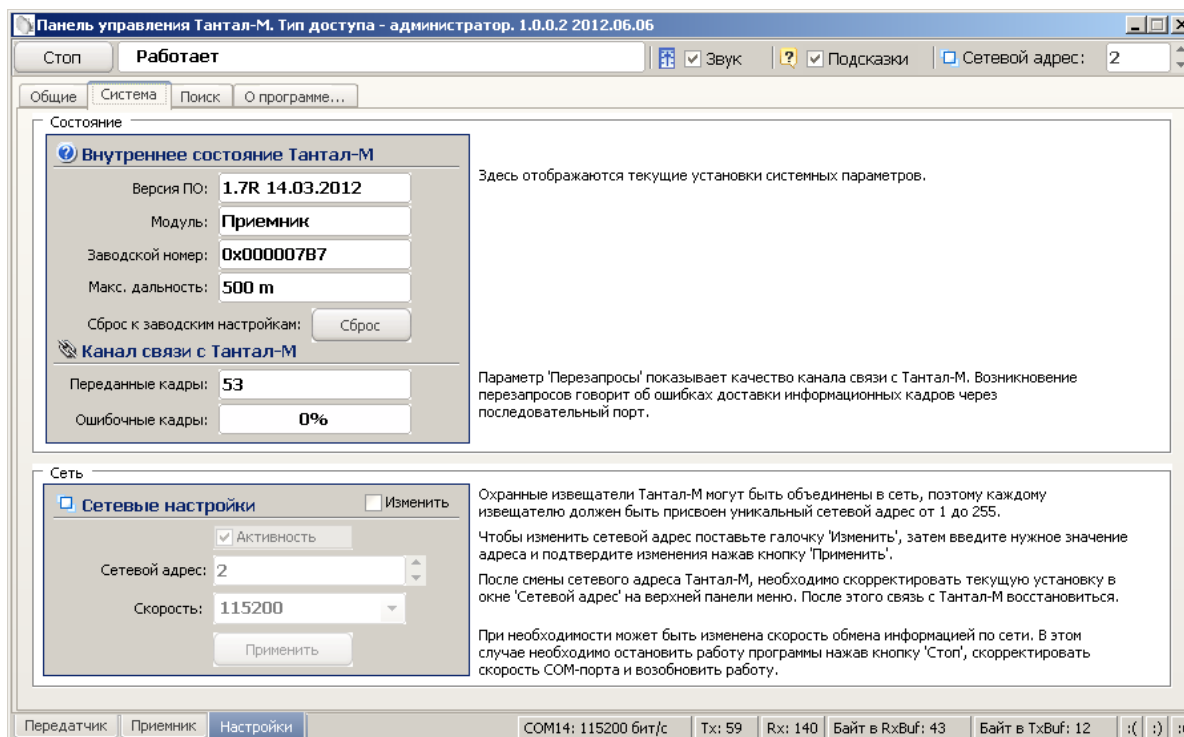 Панель управления Тантал-М. Тип доступа - администратор. 1.0.0.2 2012.06.06
Стоп
Работает
Звук
Подсказки
Сетевой адрес:
2
Общие
Система
Поиск
О программе...
Состояние
Внутреннее состояние Тантал-М
Версия ПО: 1.7R 14.03.2012
Модуль: Приемник
Заводской номер: 0x000007B7
Макс. дальность: 500 m
Сброс к заводским настройкам: Сброс
Здесь отображаются текущие установки системных параметров.
Канал связи с Тантал-М
Переданные кадры: 53
Ошибочные кадры: 0%
Параметр 'Перезапросы' показывает качество канала связи с Тантал-М. Возникновение
перезапросов говорит об ошибках доставки информационных кадров через
последовательный порт.
Сеть
Сетевые настройки
Изменить
Активность
Сетевой адрес: 2
Скорость: 115200
Применить
Охранные извещатели Тантал-М могут быть объединены в сеть, поэтому каждому
извещателю должен быть присвоен уникальный сетевой адрес от 1 до 255.
Чтобы изменить сетевой адрес поставьте галочку 'Изменить', затем введите нужное значение
адреса и подтвердите изменения нажав кнопку 'Применить'.
После смены сетевого адреса Тантал-М, необходимо скорректировать текущую установку в
окне 'Сетевой адрес' на верхней панели меню. После этого связь с Тантал-М восстановиться.
При необходимости может быть изменена скорость обмена информацией по сети. В этом
случае необходимо остановить работу программы нажав кнопку 'Стоп', скорректировать
скорость COM-порта и возобновить работу.
Передатчик
Приемник
Настройки
COM14: 115200 бит/с
Tx: 59
Rx: 140
Байт в RxBuf: 43
Байт в TxBuf: 12
:(
:)